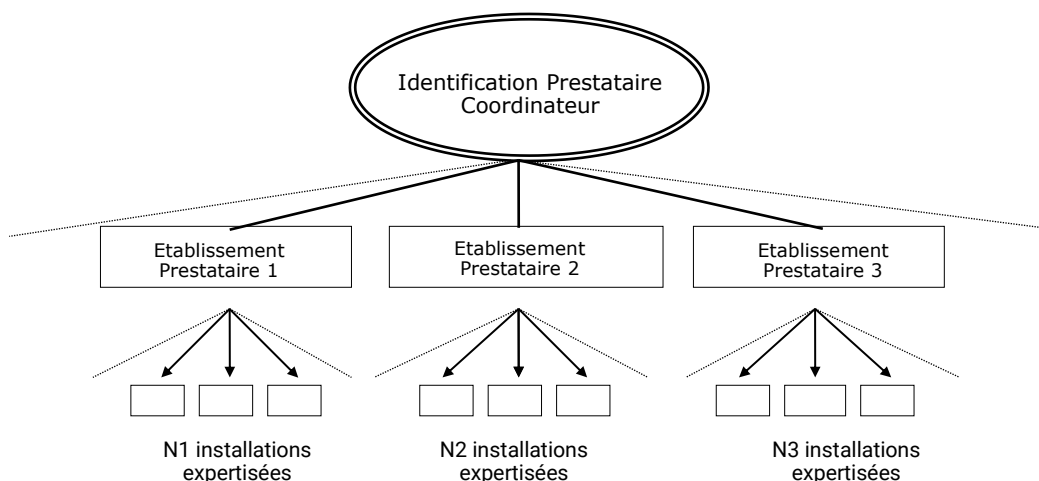 Identification Prestataire
Coordinateur
Etablissement
Prestataire 1
Etablissement
Prestataire 2
Etablissement
Prestataire 3
N1 installations
expertisées
N2 installations
expertisées
N3 installations
expertisées